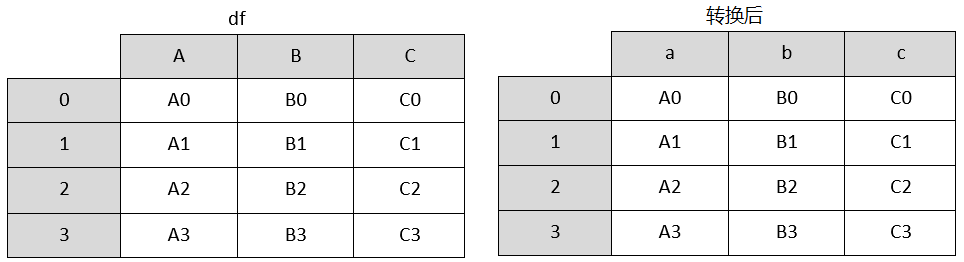 df
A B C
0 A0 B0 C0
1 A1 B1 C1
2 A2 B2 C2
3 A3 B3 C3
转换后
a b c
0 A0 B0 C0
1 A1 B1 C1
2 A2 B2 C2
3 A3 B3 C3